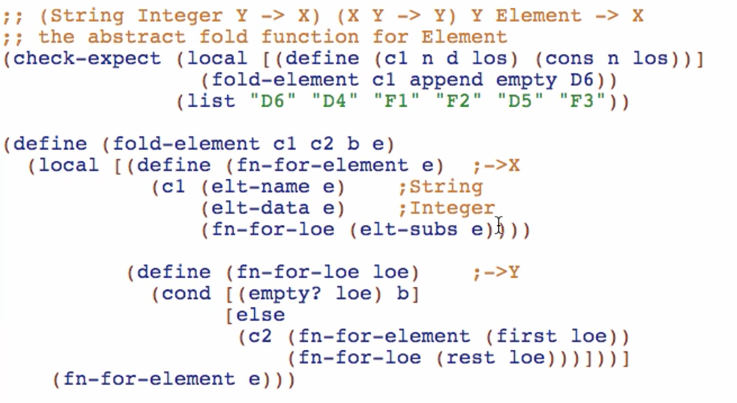 ;; (String Integer Y -> X) (X Y -> Y) Y Element -> X
;; the abstract fold function for Element
(check-expect (local [(define (c1 n d los) (cons n los))]
(fold-element c1 append empty D6))
(list "D6" "D4" "F1" "F2" "D5" "F3"))
(define (fold-element c1 c2 b e)
(local [(define (fn-for-element e) ;->X
(c1 (elt-name e) ;String
(elt-data e) ;Integer
(fn-for-loe (elt-subs e))))
(define (fn-for-loe loe) ;->Y
(cond [(empty? loe) b]
[else
(c2 (fn-for-element (first loe))
(fn-for-loe (rest loe)))]))]
(fn-for-element e)))